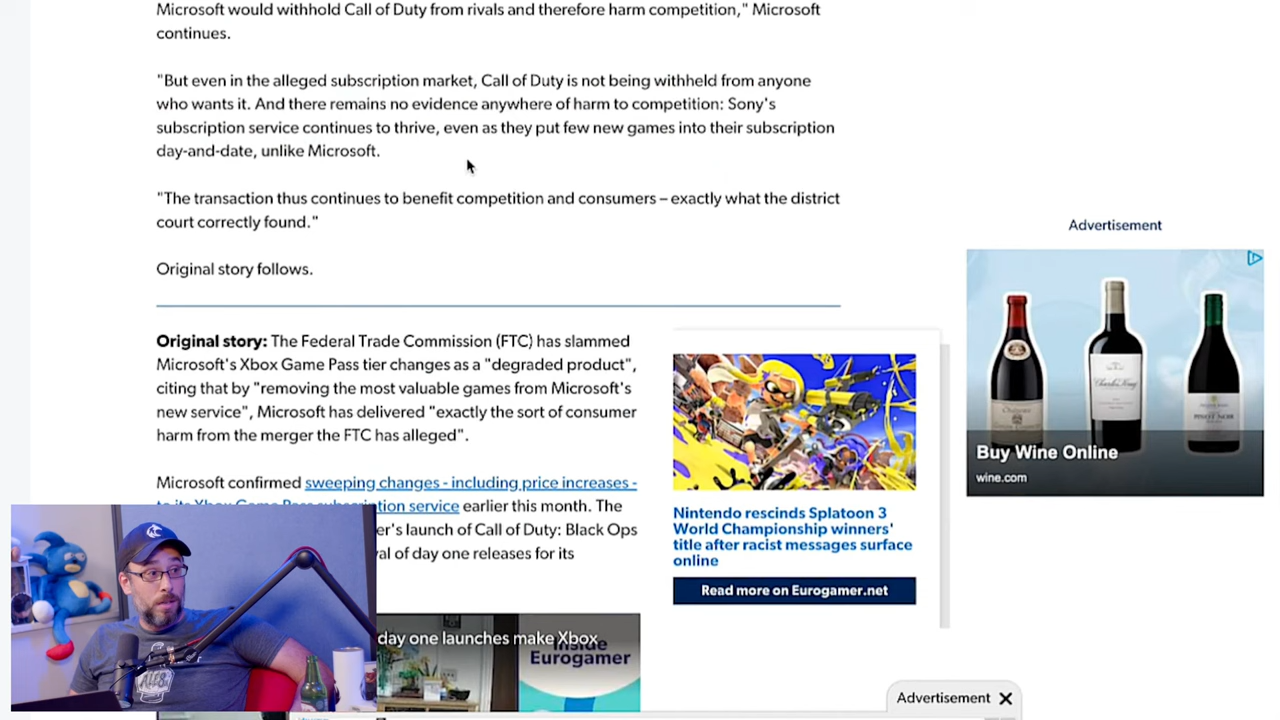 Microsoft would withhold Call of Duty from rivals and therefore harm competition," Microsoft
continues.
"But even in the alleged subscription market, Call of Duty is not being withheld from anyone
who wants it. And there remains no evidence anywhere of harm to competition: Sony's
subscription service continues to thrive, even as they put few new games into their subscription
day-and-date, unlike Microsoft.
"The transaction thus continues to benefit competition and consumers – exactly what the district
court correctly found."
Original story follows.
Original story: The Federal Trade Commission (FTC) has slammed
Microsoft's Xbox Game Pass tier changes as a "degraded product",
citing that by "removing the most valuable games from Microsoft's
new service", Microsoft has delivered "exactly the sort of consumer
harm from the merger the FTC has alleged".
Microsoft confirmed sweeping changes - including price increases -
to its Xbox Game Pass subscription service earlier this month. The
er's launch of Call of Duty: Black Ops
al of day one releases for its
day one launches make Xbox
Inside
Eurogamer
Nintendo rescinds Splatoon 3
World Championship winners'
title after racist messages surface
online
Read more on Eurogamer.net
Advertisement
PINOT NOIR
Buy Wine Online
wine.com
Advertisement